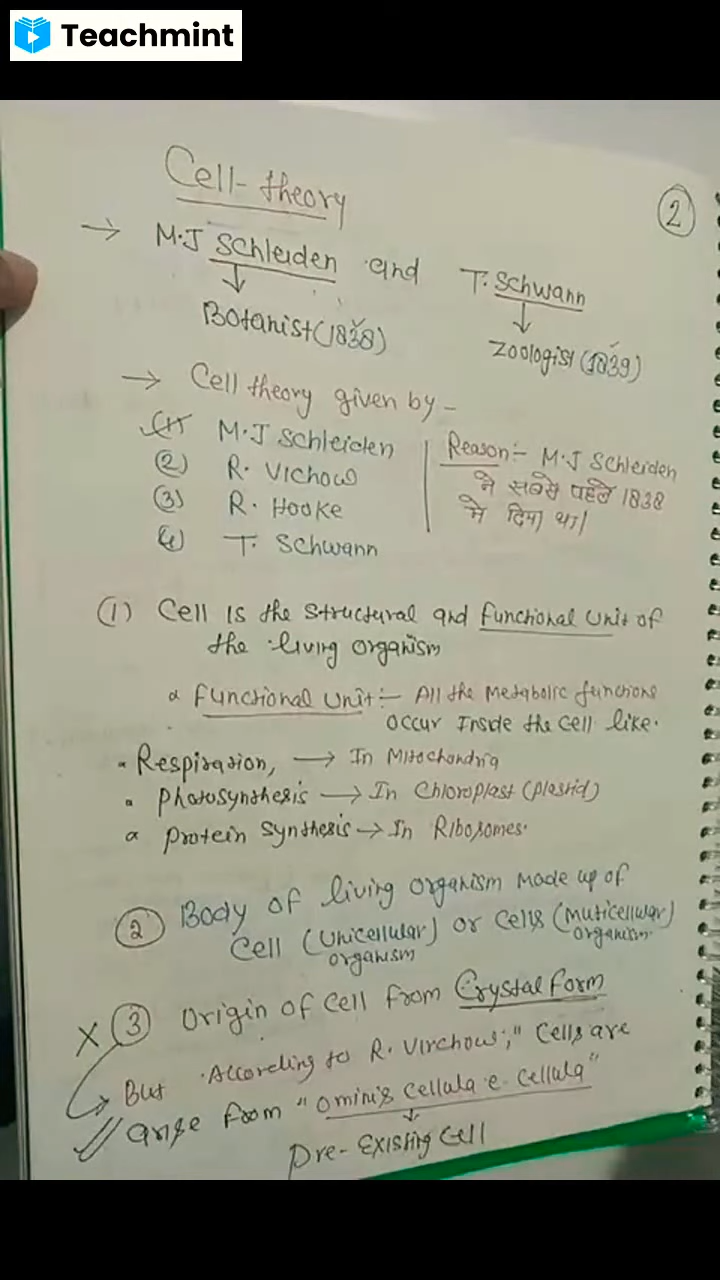 Teachmint
Cell-theory
2
→ M.J Schleiden and T. Schwann
Botanist (1838)
Zoologist (1839)
→ Cell theory given by -
(1) M.J Schleiden
(2) R. Vichow
(3) R. Hooke
(4) T. Schwann
Reason:- M.J Schleiden
ने सबसे पहले 1838
मे दिया था।
(1) Cell is the structural and functional unit of
the living organism
Functional unit:- All the metabolic functions
occur inside the cell like.
Respiration, → In Mitochondria
Photosynthesis → In Chloroplast (plastid)
Protein synthesis → In Ribosomes.
(2) Body of living organism made up of
Cell (Unicellular) or cells (Muticellular)
organism organism
X (3) Origin of cell from Crystal form
But According to R. Virchow; "Cells are
arise from "ominis cellula e. cellula"
Pre-Existing cell